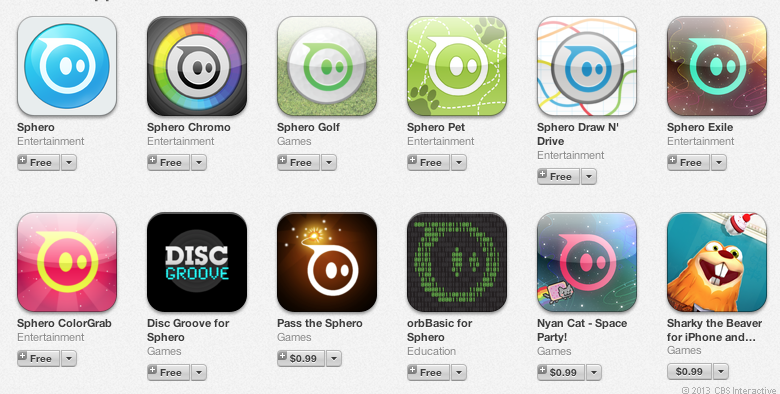 Sphero
Entertainment
Free
Sphero Chromo
Entertainment
Free
Sphero Golf
Games
Free
Sphero Pet
Entertainment
Free
Sphero Draw N'
Drive
Entertainment
Free
Sphero Exile
Entertainment
Free
Sphero ColorGrab
Entertainment
Free
DISC
GROOVE
Disc Groove for
Sphero
Games
Free
Pass the Sphero
Games
$0.99
orbBasic for
Sphero
Education
Free
Nyan Cat - Space
Party!
Games
$0.99
Sharky the Beaver
for iPhone and...
Games
$0.99
© 2013 CBS Interactive